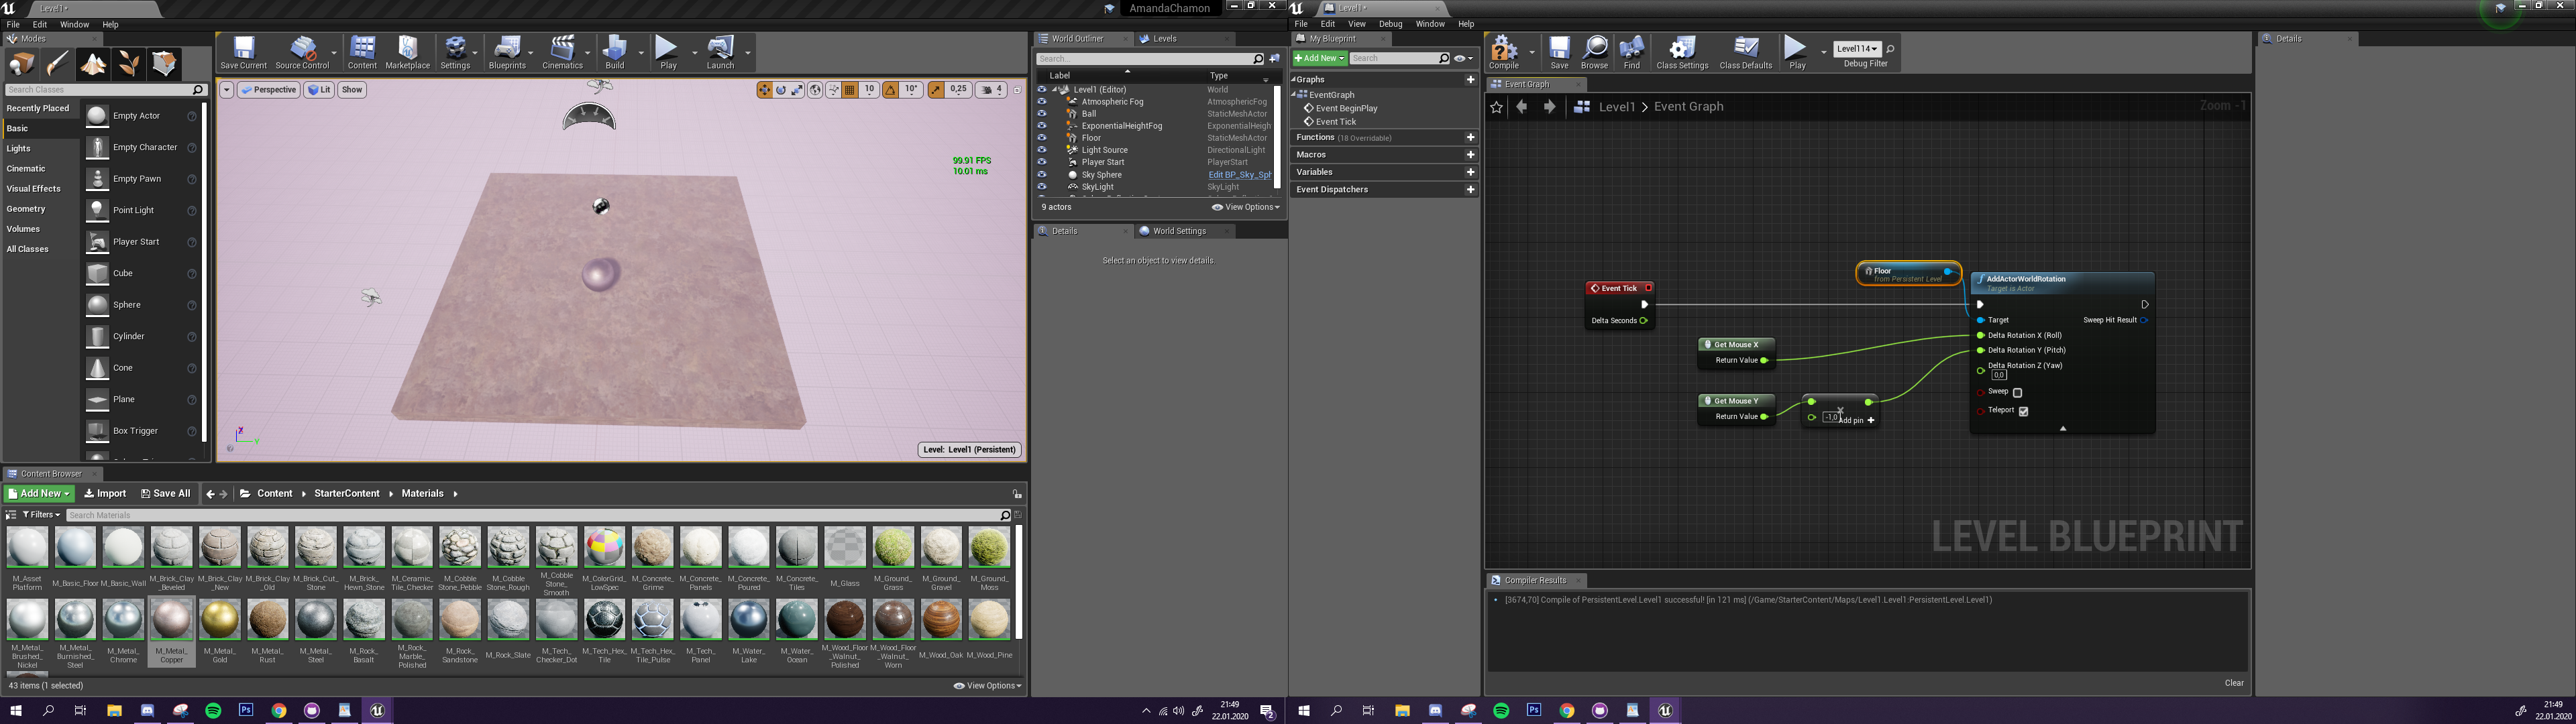 Level1*
AmandaChamon
File Edit Window Help
Modes
Search Classes
Recently Placed
Basic
Lights
Cinematic
Visual Effects
Geometry
Volumes
All Classes
Empty Actor
Empty Character
Empty Pawn
Point Light
Player Start
Cube
Sphere
Cylinder
Cone
Plane
Box Trigger
Save Current
Source Control
Content
Marketplace
Settings
Blueprints
Cinematics
Build
Play
Launch
Perspective
Lit
Show
10
10°
0,25
4
99.91 FPS
10.01 ms
X
Y
Level: Level1 (Persistent)
World Outliner
Levels
Search...
Label Type
Level1 (Editor) World
Atmospheric Fog AtmosphericFog
Ball StaticMeshActor
ExponentialHeightFog ExponentialHeigh
Floor StaticMeshActor
Light Source DirectionalLight
Player Start PlayerStart
Sky Sphere Edit BP_Sky_Sph
SkyLight SkyLight
9 actors
View Options
Details
World Settings
Select an object to view details.
Content Browser
Add New
Import
Save All
Content
StarterContent
Materials
Filters
Search Materials
M_Asset Platform
M_Basic_Floor
M_Basic_Wall
M_Brick_Clay_Beveled
M_Brick_Clay_New
M_Brick_Clay_Old
M_Brick_Cut_Stone
M_Brick_Hewn_Stone
M_Ceramic_Tile_Checker
M_Cobble Stone_Pebble
M_Cobble Stone_Rough
M_Cobble Stone_Smooth
M_ColorGrid_LowSpec
M_Concrete_Grime
M_Concrete_Panels
M_Concrete_Poured
M_Concrete_Tiles
M_Glass
M_Ground_Grass
M_Ground_Gravel
M_Ground_Moss
M_Metal_Brushed_Nickel
M_Metal_Burnished_Steel
M_Metal_Chrome
M_Metal_Copper
M_Metal_Gold
M_Metal_Rust
M_Metal_Steel
M_Rock_Basalt
M_Rock_Marble_Polished
M_Rock_Sandstone
M_Rock_Slate
M_Tech_Checker_Dot
M_Tech_Hex_Tile
M_Tech_Hex_Tile_Pulse
M_Tech_Panel
M_Water_Lake
M_Water_Ocean
M_Wood_Floor_Walnut_Polished
M_Wood_Floor_Walnut_Worn
M_Wood_Oak
M_Wood_Pine
43 items (1 selected)
View Options
Ps
21:49
22.01.2020
2
Level1*
File Edit View Debug Window Help
My Blueprint
Add New
Search
Graphs
EventGraph
Event BeginPlay
Event Tick
Functions (18 Overridable)
Macros
Variables
Event Dispatchers
Compile
Save
Browse
Find
Class Settings
Class Defaults
Play
Level114
Debug Filter
Event Graph
Level1 > Event Graph
Zoom -1
Event Tick
Delta Seconds
Get Mouse X
Return Value
Get Mouse Y
Return Value
-1,0
Add pin
Floor
from Persistent Level
AddActorWorldRotation
Target is Actor
Target
Sweep Hit Result
Delta Rotation X (Roll)
Delta Rotation Y (Pitch)
Delta Rotation Z (Yaw)
0,0
Sweep
Teleport
LEVEL BLUEPRINT
Compiler Results
[3674,70] Compile of PersistentLevel.Level1 successful! [in 121 ms] (/Game/StarterContent/Maps/Level1.Level1:PersistentLevel.Level1)
Clear
Details
Ps
21:49
22.01.2020